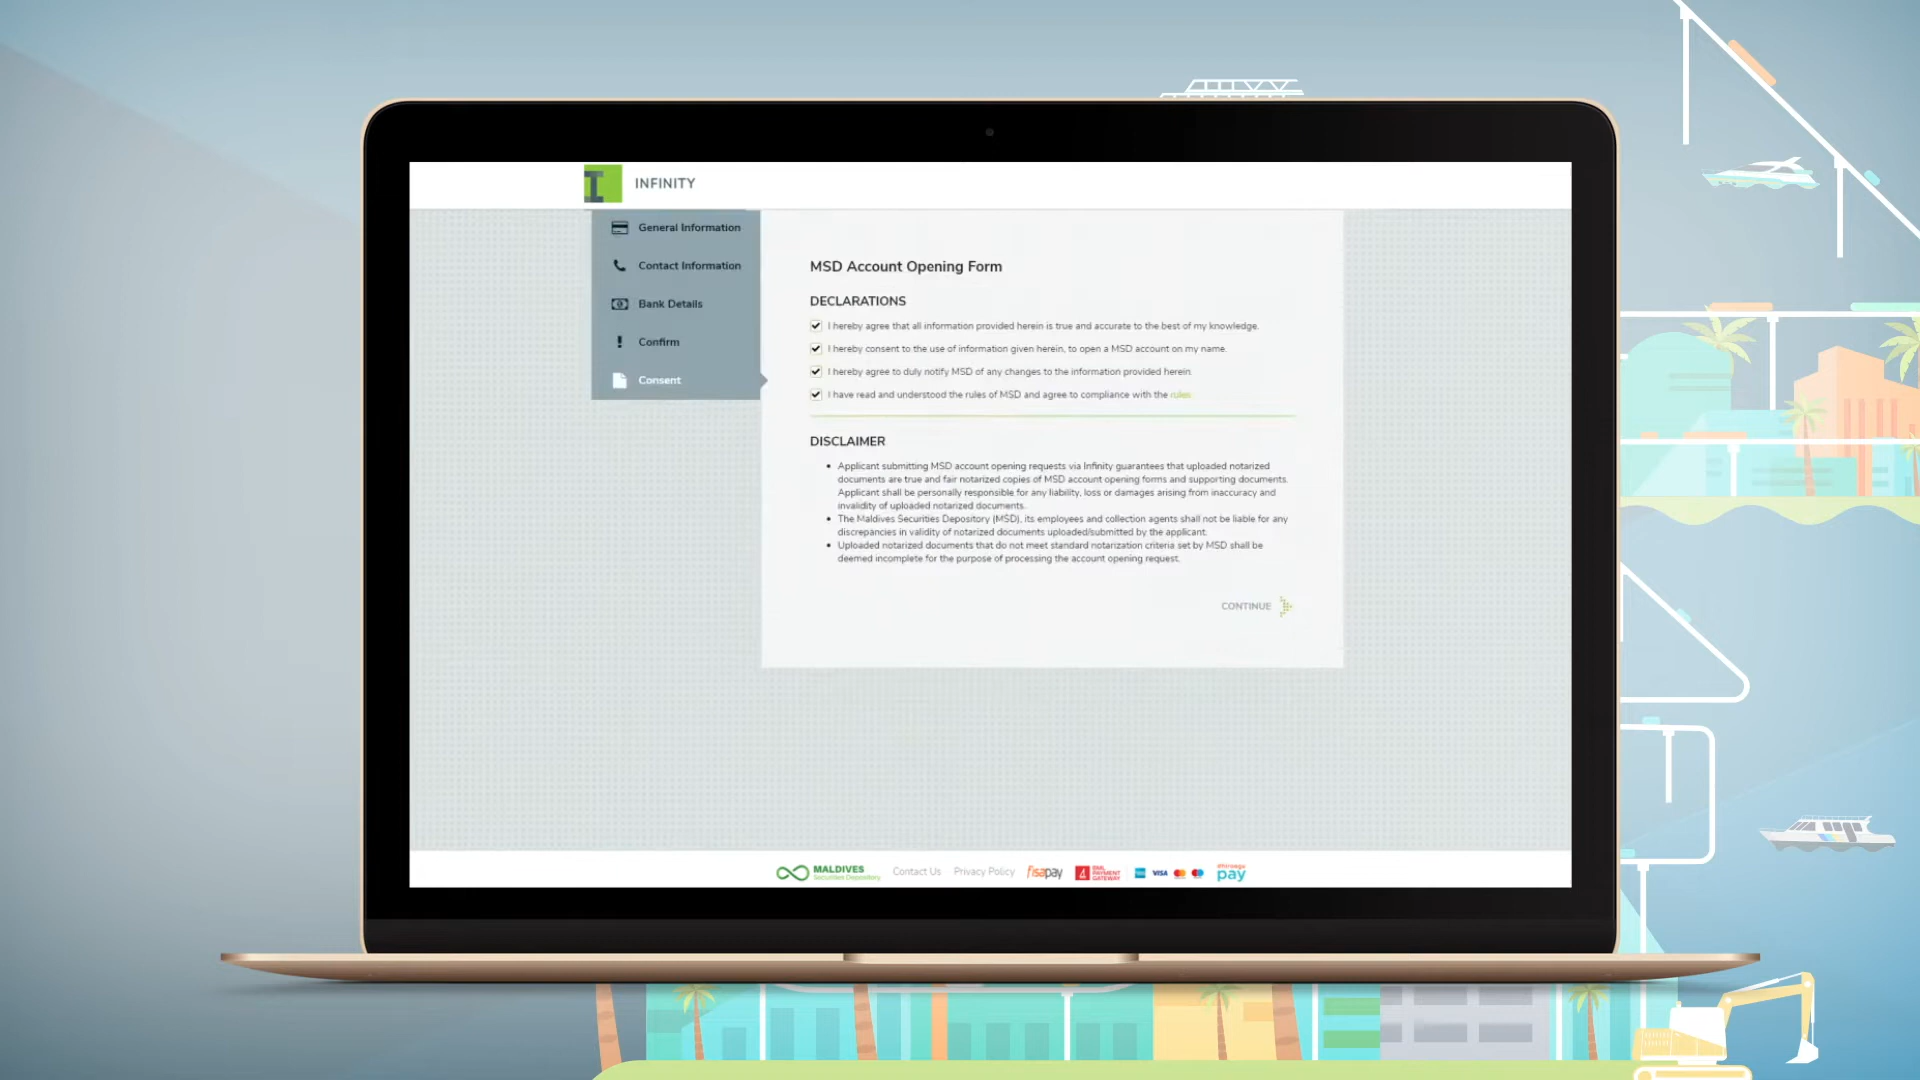 INFINITY
General Information
Contact Information
Bank Details
Confirm
Consent
MSD Account Opening Form
DECLARATIONS
I hereby agree that all information provided herein is true and accurate to the best of my knowledge.
I hereby consent to the use of information given herein, to open a MSD account on my name.
I hereby agree to duly notify MSD of any changes to the information provided herein.
I have read and understood the rules of MSD and agree to compliance with the rules
DISCLAIMER
Applicant submitting MSD account opening requests via Infinity guarantees that uploaded notarized
documents are true and fair notarized copies of MSD account opening forms and supporting documents.
Applicant shall be personally responsible for any liability, loss or damages arising from inaccuracy and
invalidity of uploaded notarized documents.
The Maldives Securities Depository (MSD), its employees and collection agents shall not be liable for any
discrepancies in validity of notarized documents uploaded/submitted by the applicant.
Uploaded notarized documents that do not meet standard notarization criteria set by MSD shall be
deemed incomplete for the purpose of processing the account opening request.
CONTINUE
MALDIVES
Securities Depository
Contact Us
Privacy Policy
fisapay
BML
PAYMENT
GATEWAY
VISA
dhiraagu
pay